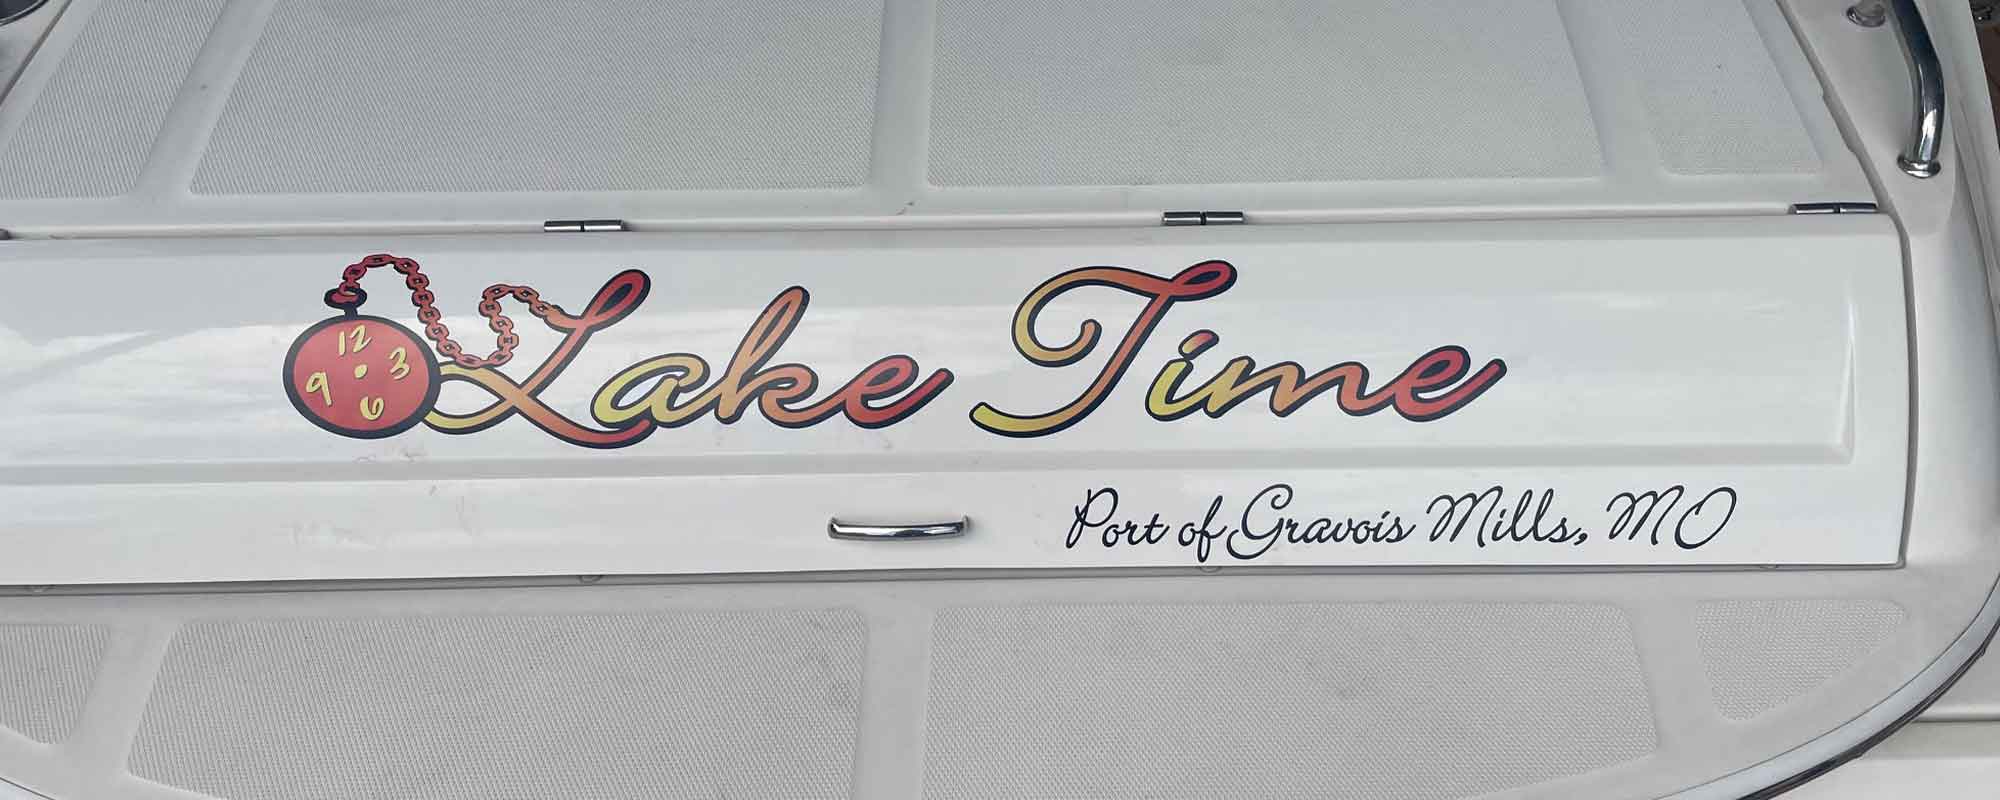 12
9 3
6
Lake Time
Port of Gravois Mills, MO